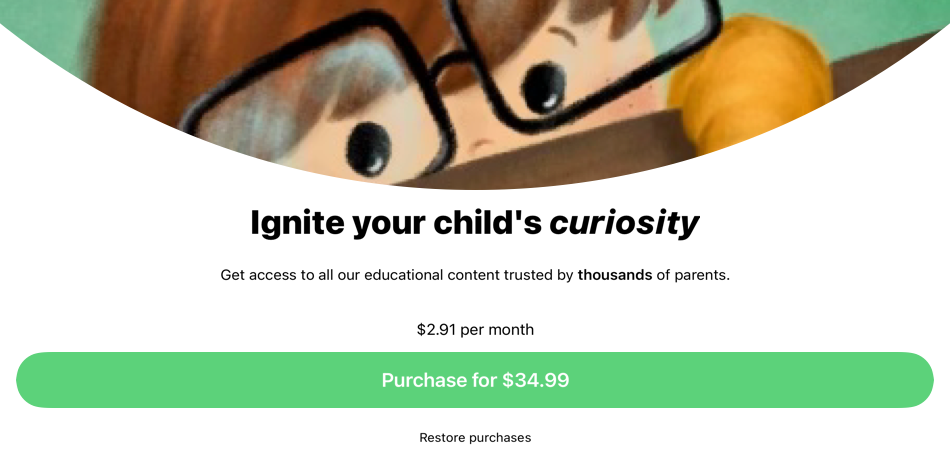 Ignite your child's curiosity
Get access to all our educational content trusted by thousands of parents.
$2.91 per month
Purchase for $34.99
Restore purchases